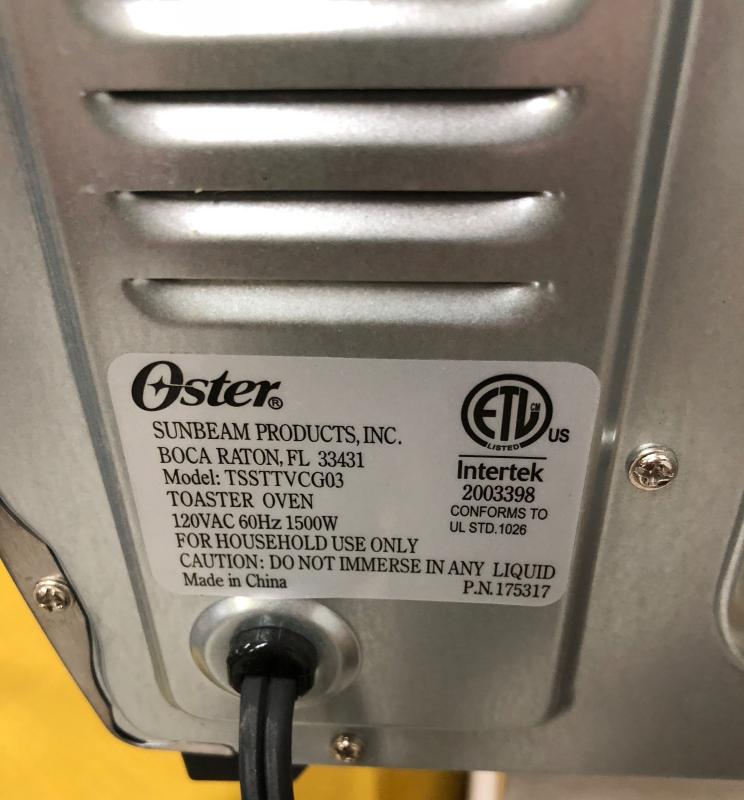 Oster®
SUNBEAM PRODUCTS, INC.
BOCA RATON, FL 33431
Model: TSSTTVCG03
TOASTER OVEN
120VAC 60Hz 1500W
FOR HOUSEHOLD USE ONLY
CAUTION: DO NOT IMMERSE IN ANY LIQUID
Made in China
P.N.175317
ETL CM
LISTED
US
Intertek
2003398
CONFORMS TO
UL STD.1026